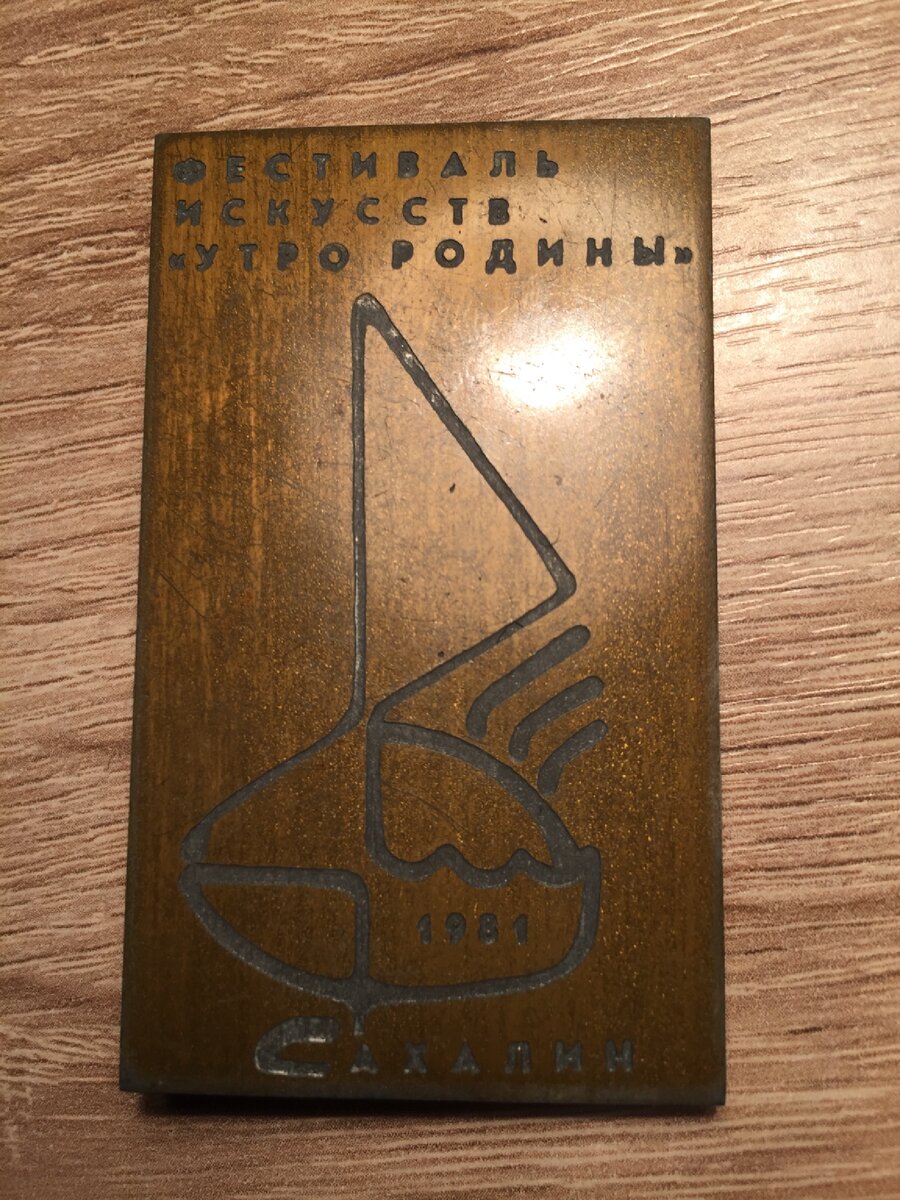 ФЕСТИВАЛЬ
ИСКУССТВ
«УТРО РОДИНЫ»
1981
САХАЛИН